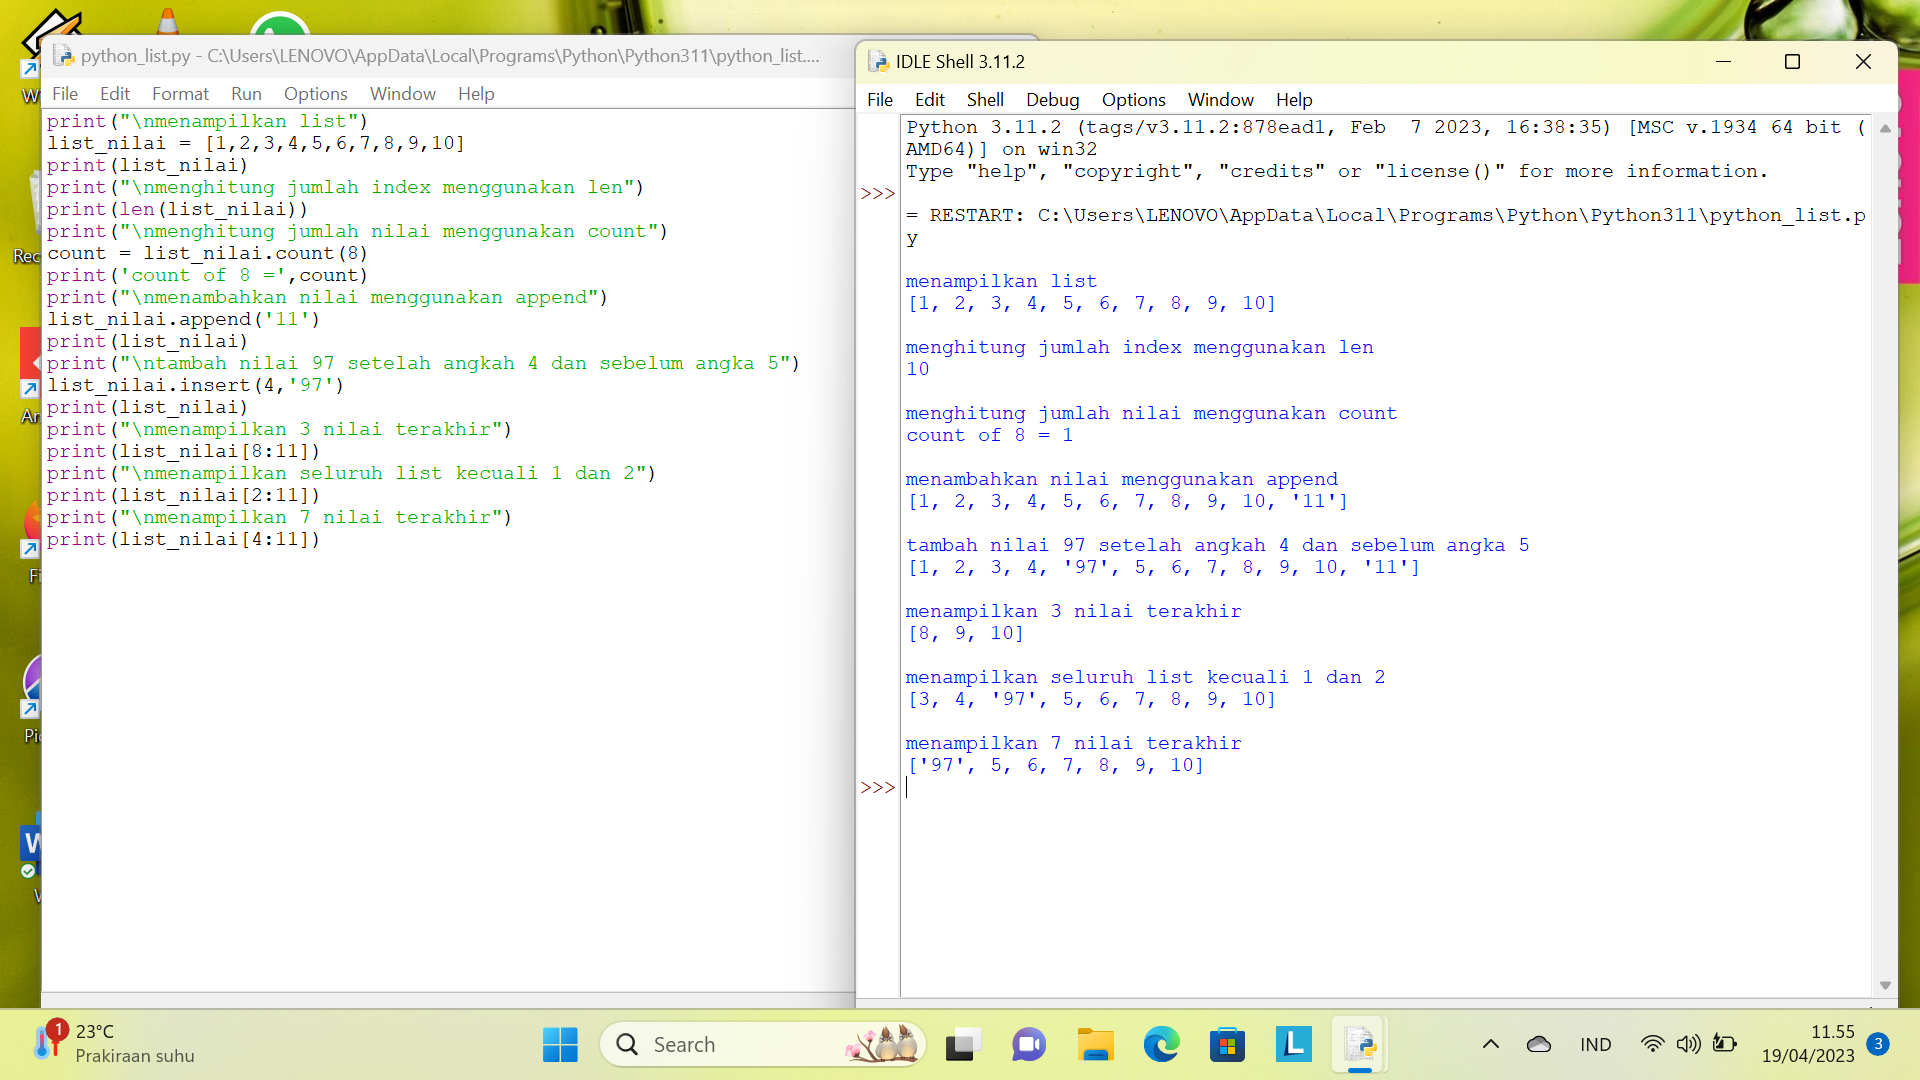 python_list.py - C:\Users\LENOVO\AppData\Local\Programs\Python\Python311\python_list....
File Edit Format Run Options Window Help
print("\nmenampilkan list")
list_nilai = [1,2,3,4,5,6,7,8,9,10]
print(list_nilai)
print("\nmenghitung jumlah index menggunakan len")
print(len(list_nilai))
print("\nmenghitung jumlah nilai menggunakan count")
count = list_nilai.count(8)
print('count of 8 =',count)
print("\nmenambahkan nilai menggunakan append")
list_nilai.append('11')
print(list_nilai)
print("\ntambah nilai 97 setelah angkah 4 dan sebelum angka 5")
list_nilai.insert(4,'97')
print(list_nilai)
print("\nmenampilkan 3 nilai terakhir")
print(list_nilai[8:11])
print("\nmenampilkan seluruh list kecuali 1 dan 2")
print(list_nilai[2:11])
print("\nmenampilkan 7 nilai terakhir")
print(list_nilai[4:11])
IDLE Shell 3.11.2
File Edit Shell Debug Options Window Help
Python 3.11.2 (tags/v3.11.2:878ead1, Feb  7 2023, 16:38:35) [MSC v.1934 64 bit (
AMD64)] on win32
Type "help", "copyright", "credits" or "license()" for more information.
>>>
= RESTART: C:\Users\LENOVO\AppData\Local\Programs\Python\Python311\python_list.p
y
menampilkan list
[1, 2, 3, 4, 5, 6, 7, 8, 9, 10]
menghitung jumlah index menggunakan len
10
menghitung jumlah nilai menggunakan count
count of 8 = 1
menambahkan nilai menggunakan append
[1, 2, 3, 4, 5, 6, 7, 8, 9, 10, '11']
tambah nilai 97 setelah angkah 4 dan sebelum angka 5
[1, 2, 3, 4, '97', 5, 6, 7, 8, 9, 10, '11']
menampilkan 3 nilai terakhir
[8, 9, 10]
menampilkan seluruh list kecuali 1 dan 2
[3, 4, '97', 5, 6, 7, 8, 9, 10]
menampilkan 7 nilai terakhir
['97', 5, 6, 7, 8, 9, 10]
>>>
1
23°C
Prakiraan suhu
Search
IND
11.55
19/04/2023
3